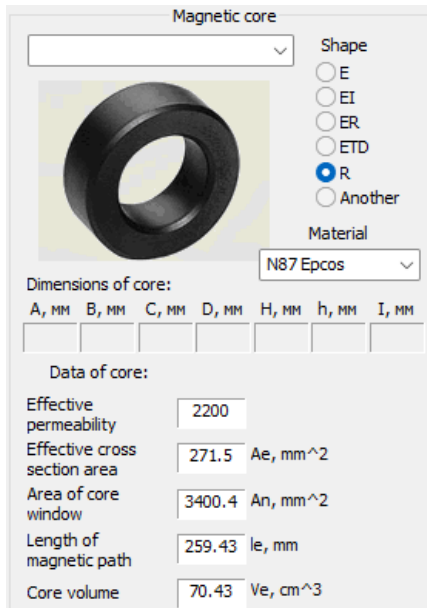 Magnetic core
Shape
E
EI
ER
ETD
R
Another
Material
N87 Epcos
Dimensions of core:
A, мм B, мм C, мм D, мм H, мм h, мм I, мм
Data of core:
Effective
permeability
2200
Effective cross
section area
271.5 Ae, mm^2
Area of core
window
3400.4 An, mm^2
Length of
magnetic path
259.43 le, mm
Core volume 70.43 Ve, cm^3